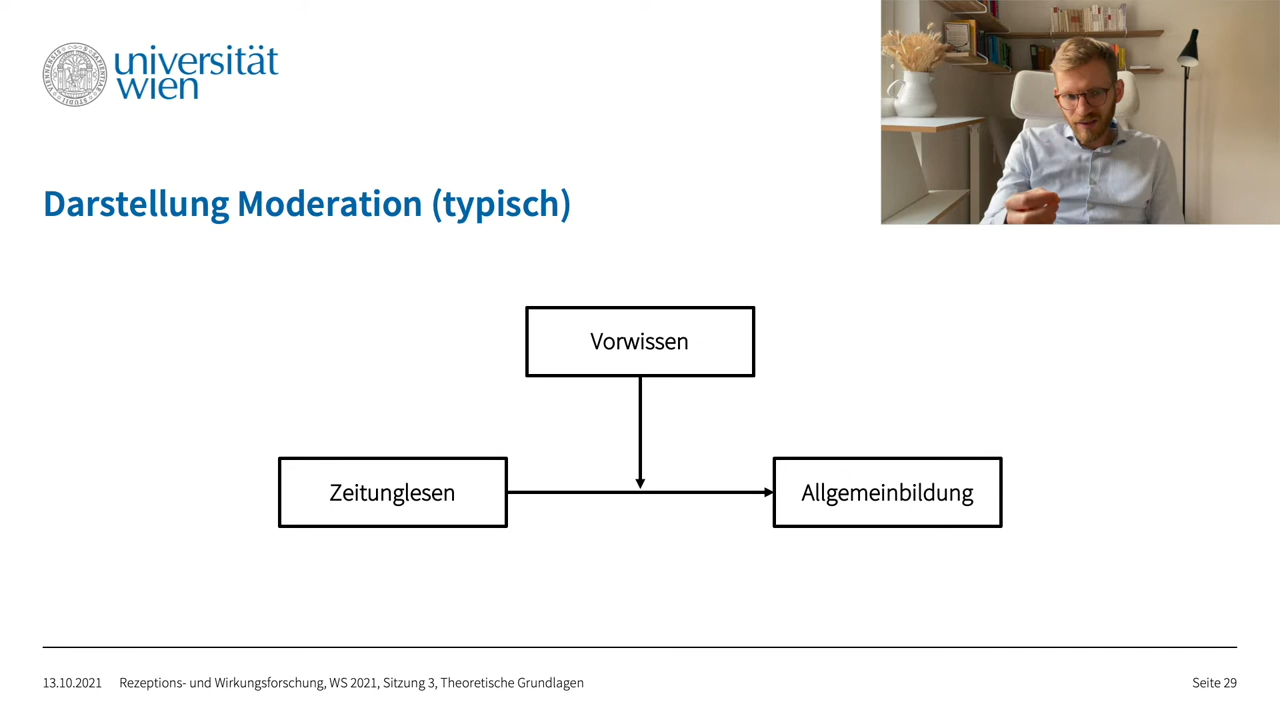 universität
wien
Darstellung Moderation (typisch)
Vorwissen
Zeitunglesen
Allgemeinbildung
13.10.2021 Rezeptions- und Wirkungsforschung, WS 2021, Sitzung 3, Theoretische Grundlagen Seite 29